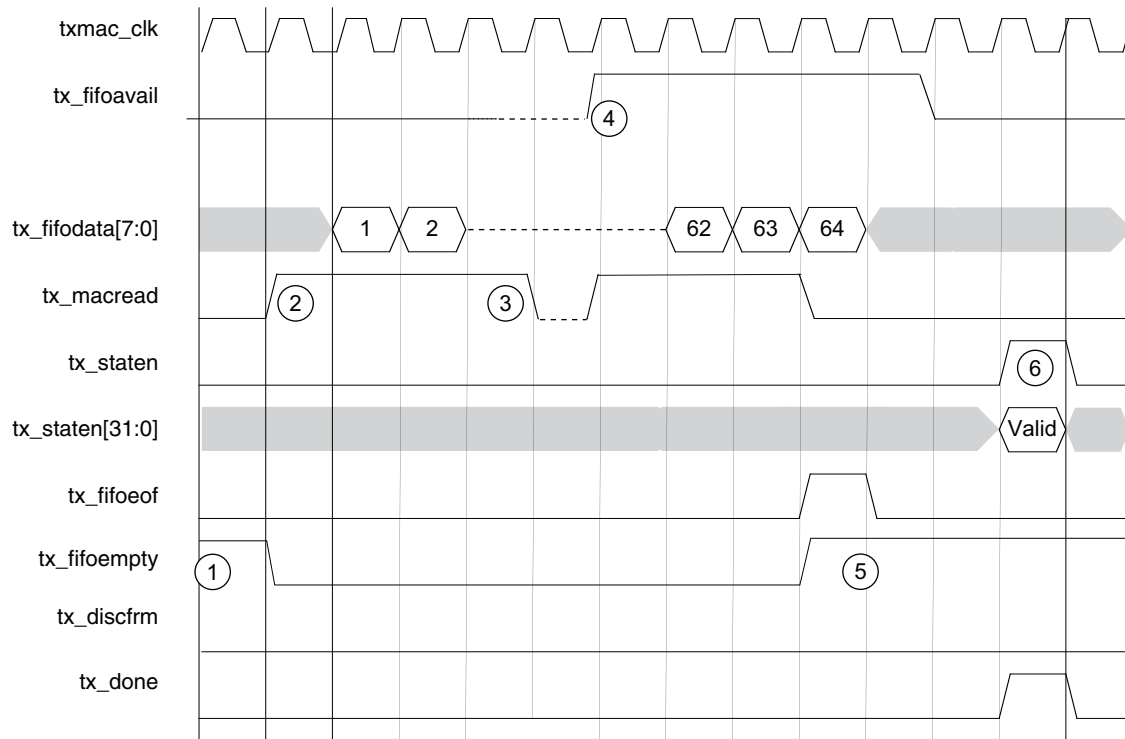 txmac_clk
tx_fifoavail
4
tx_fifodata[7:0]
1 2 62 63 64
tx_macread
2 3
tx_staten
6
tx_staten[31:0]
Valid
tx_fifoeof
tx_fifoempty
1 5
tx_discfrm
tx_done